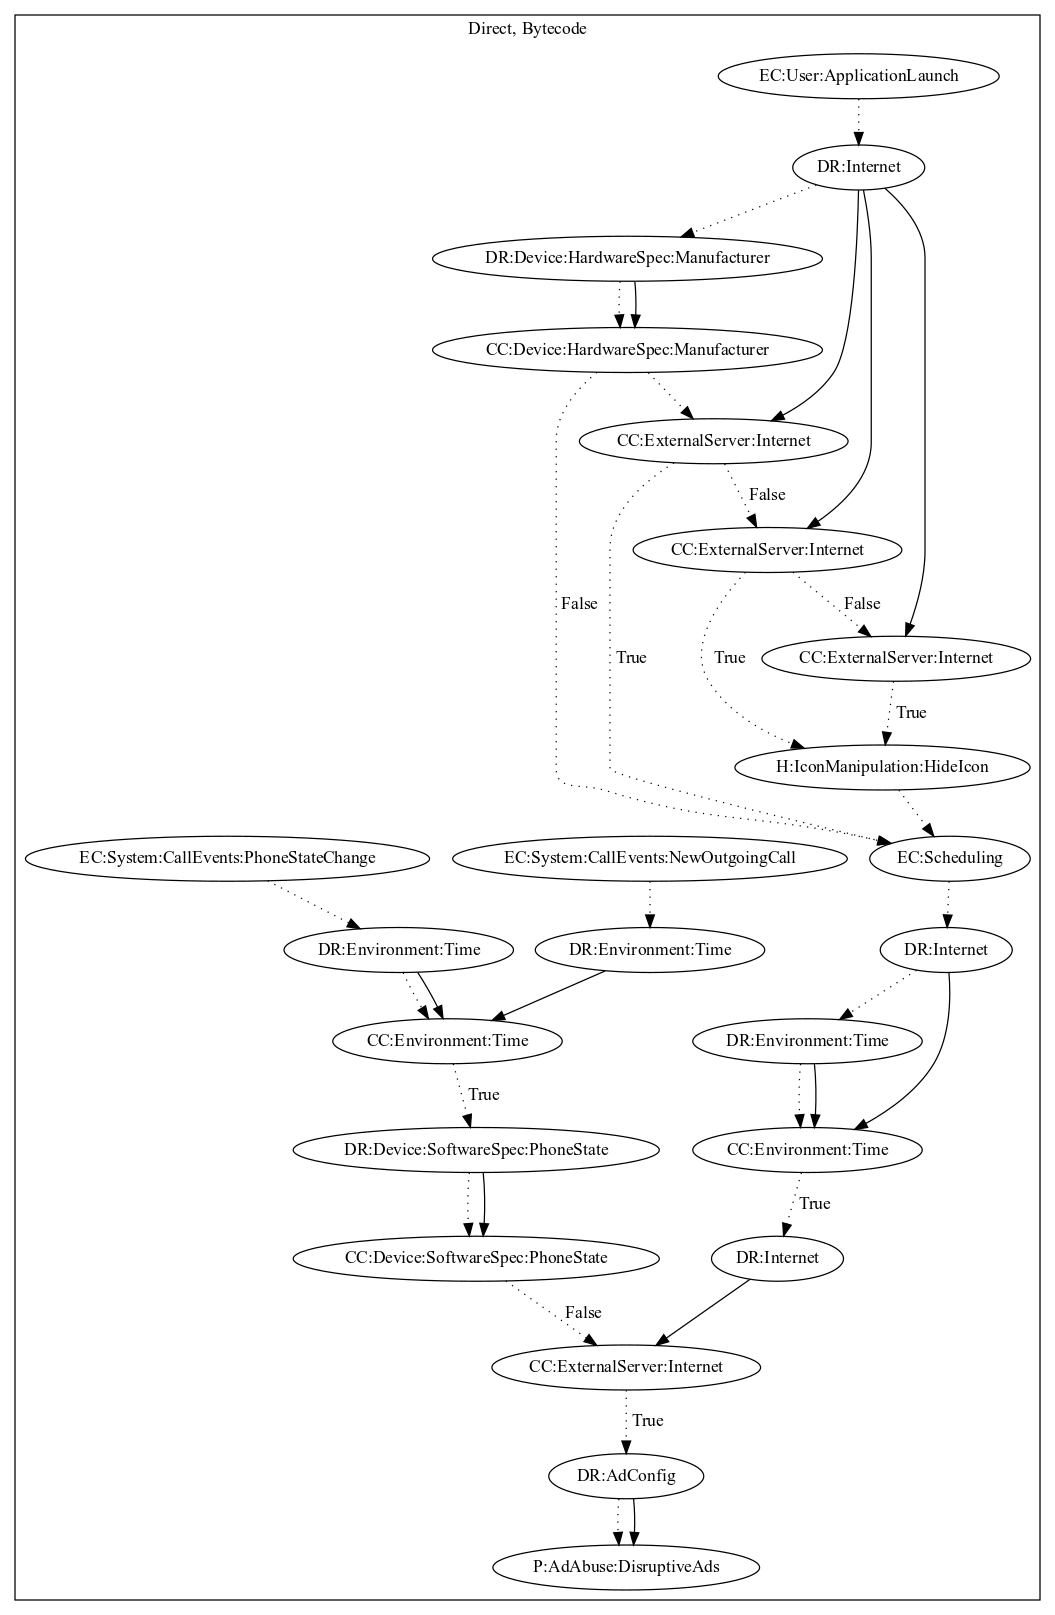 Direct, Bytecode
EC:User:ApplicationLaunch
DR:Internet
DR:Device:HardwareSpec:Manufacturer
CC:Device:HardwareSpec:Manufacturer
CC:ExternalServer:Internet
False
CC:ExternalServer:Internet
False
False
True
True
CC:ExternalServer:Internet
True
H:IconManipulation:HideIcon
EC:System:CallEvents:PhoneStateChange
EC:System:CallEvents:NewOutgoingCall
EC:Scheduling
DR:Environment:Time
DR:Environment:Time
DR:Internet
CC:Environment:Time
DR:Environment:Time
True
DR:Device:SoftwareSpec:PhoneState
CC:Environment:Time
True
CC:Device:SoftwareSpec:PhoneState
DR:Internet
False
CC:ExternalServer:Internet
True
DR:AdConfig
P:AdAbuse:DisruptiveAds